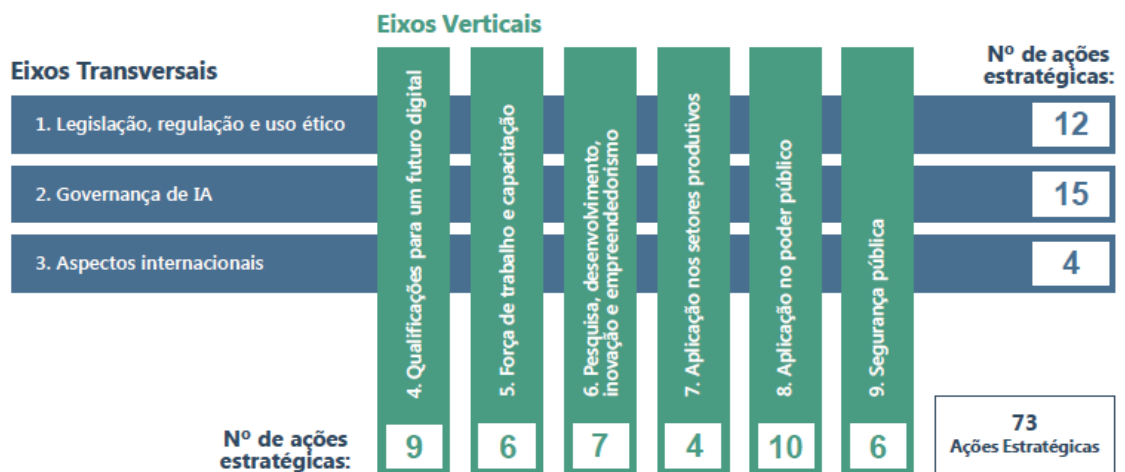 Eixos Verticais
Eixos Transversais
Nº de ações
estratégicas:
1. Legislação, regulação e uso ético
12
2. Governança de IA
15
3. Aspectos internacionais
4
4. Qualificações para um futuro digital
5. Força de trabalho e capacitação
6. Pesquisa, desenvolvimento,
inovação e empreendedorismo
7. Aplicação nos setores produtivos
8. Aplicação no poder público
9. Segurança pública
Nº de ações
estratégicas:
9
6
7
4
10
6
73
Ações Estratégicas